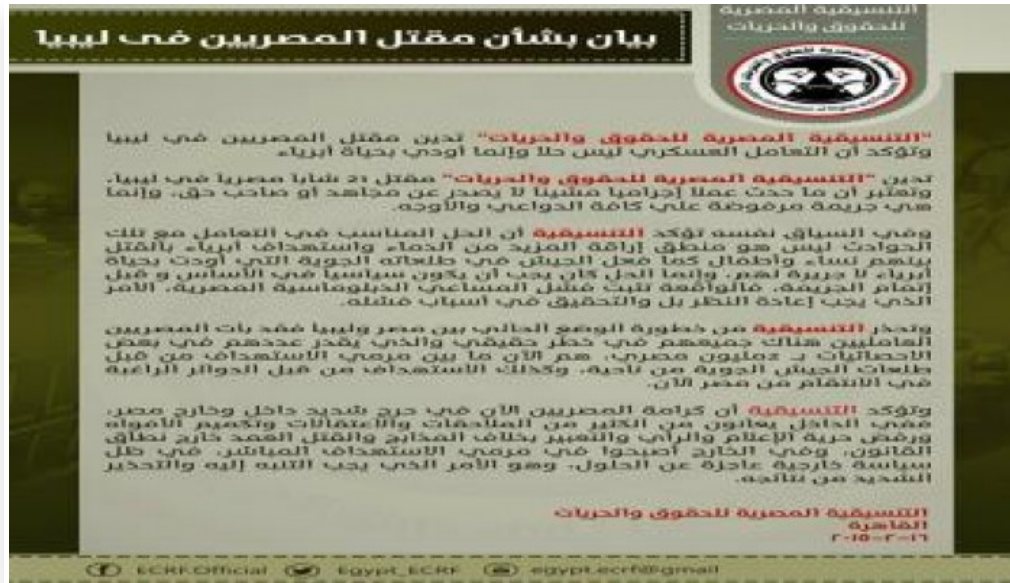 التنسيقية المصرية
للحقوق والحريات
بيان بشأن مقتل المصريين في ليبيا
"التنسيقية المصرية للحقوق والحريات" تدين مقتل المصريين في ليبيا
وتؤكد أن التعامل العسكري ليس حلا وإنما أودي بحياة أبرياء
تدين "التنسيقية المصرية للحقوق والحريات" مقتل 21 شابا مصريا في ليبيا،
وتعتبر أن ما حدث عملا إجراميا مشينا لا يصدر عن مجاهد أو صاحب حق، وإنما
هي جريمة مرفوضة علي كافة الدواعي والأوجه.
وفي السياق نفسه تؤكد التنسيقية أن الحل المناسب في التعامل مع تلك
الحوادث ليس هو منطق إراقة المزيد من الدماء واستهداف أبرياء بالقتل
بينهم نساء وأطفال كما فعل الجيش في طلعاته الجوية التي أودت بحياة
أبرياء لا جريرة لهم، وإنما الحل كان يجب أن يكون سياسيا في الأساس و قبل
إتمام الجريمة، فالواقعة تثبت فشل المساعي الدبلوماسية المصرية، الأمر
الذي يجب إعادة النظر بل والتحقيق في أسباب فشله.
وتحذر التنسيقية من خطورة الوضع الحالي بين مصر وليبيا فقد بات المصريين
العامليين هناك جميعهم في خطر حقيقي والذي يقدر عددهم في بعض
الاحصائيات بـ 2مليون مصري، هم الآن ما بين مرمي الاستهداف من قبل
طلعات الجيش الجوية من ناحية، وكذلك الاستهداف من قبل الدوائر الراغبة
في الانتقام من مصر الآن.
وتؤكد التنسيقية أن كرامة المصريين الآن في حرج شديد داخل وخارج مصر،
ففي الداخل يعانون من الكثير من الملاحقات والاعتقالات وتكميم الأفواه
ورفض حرية الإعلام والرأي والتعبير بخلاف المذابح والقتل العمد خارج نطاق
القانون، وفي الخارج أصبحوا في مرمي الاستهداف المباشر، في ظل
سياسة خارجية عاجزة عن الحلول، وهو الأمر الذي يجب التنبه إليه والتحذير
الشديد من نتائجه.
التنسيقية المصرية للحقوق والحريات
القاهرة
١٦-٢-٢٠١٥
ECRF.Official Egypt_ECRF egypt.ecrf@gmail